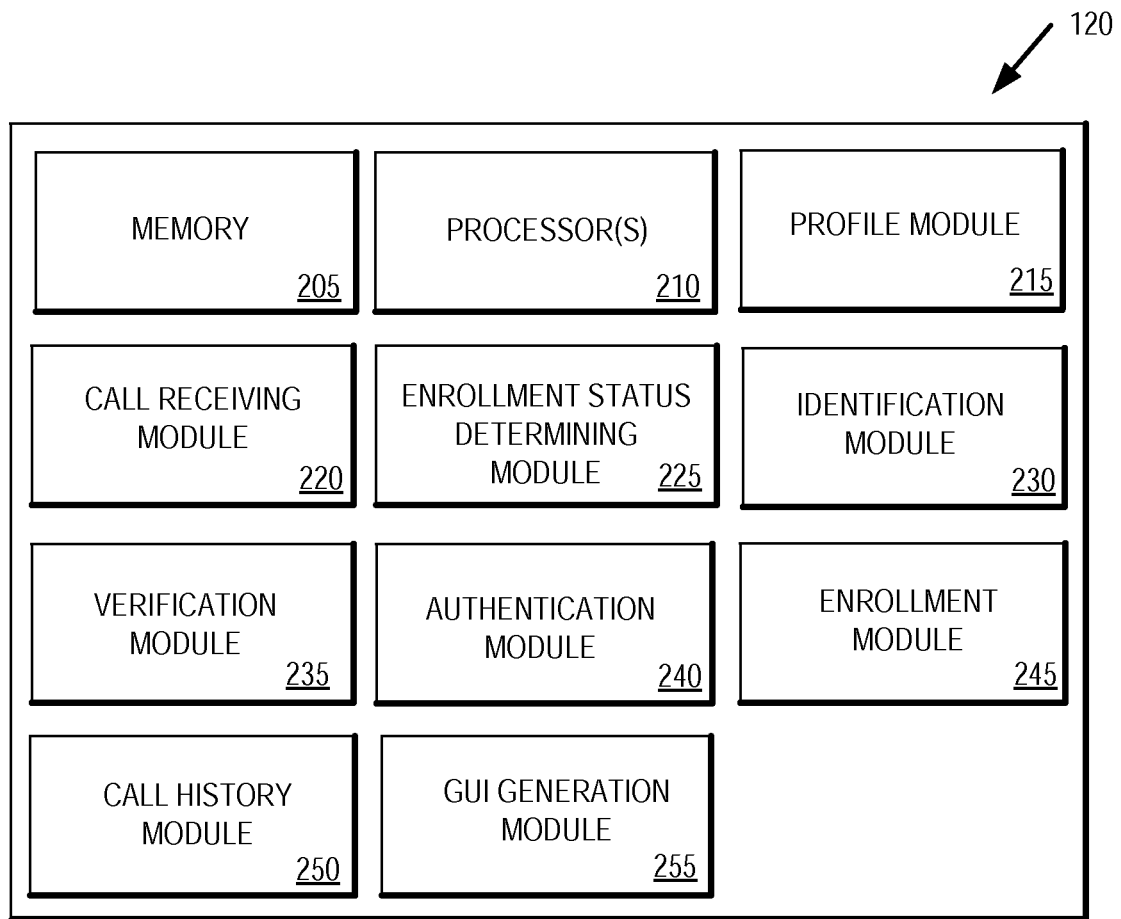 120
MEMORY
205
PROCESSOR(S)
210
PROFILE MODULE
215
CALL RECEIVING
MODULE
220
ENROLLMENT STATUS
DETERMINING
MODULE
225
IDENTIFICATION
MODULE
230
VERIFICATION
MODULE
235
AUTHENTICATION
MODULE
240
ENROLLMENT
MODULE
245
CALL HISTORY
MODULE
250
GUI GENERATION
MODULE
255